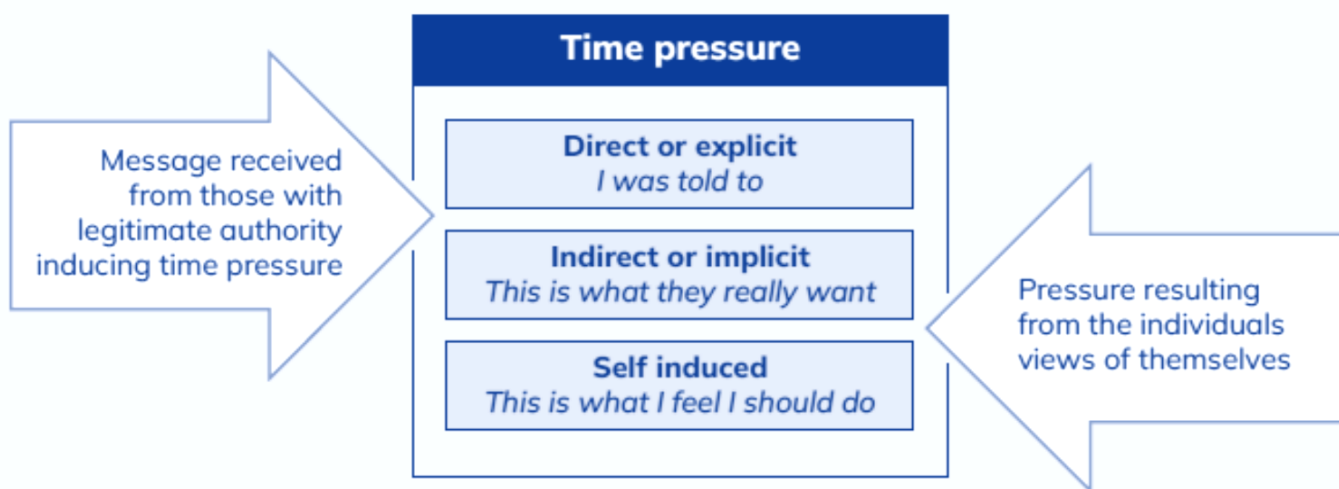 Time pressure
Message received
from those with
legitimate authority
inducing time pressure
Direct or explicit
I was told to
Indirect or implicit
This is what they really want
Self induced
This is what I feel I should do
Pressure resulting
from the individuals
views of themselves